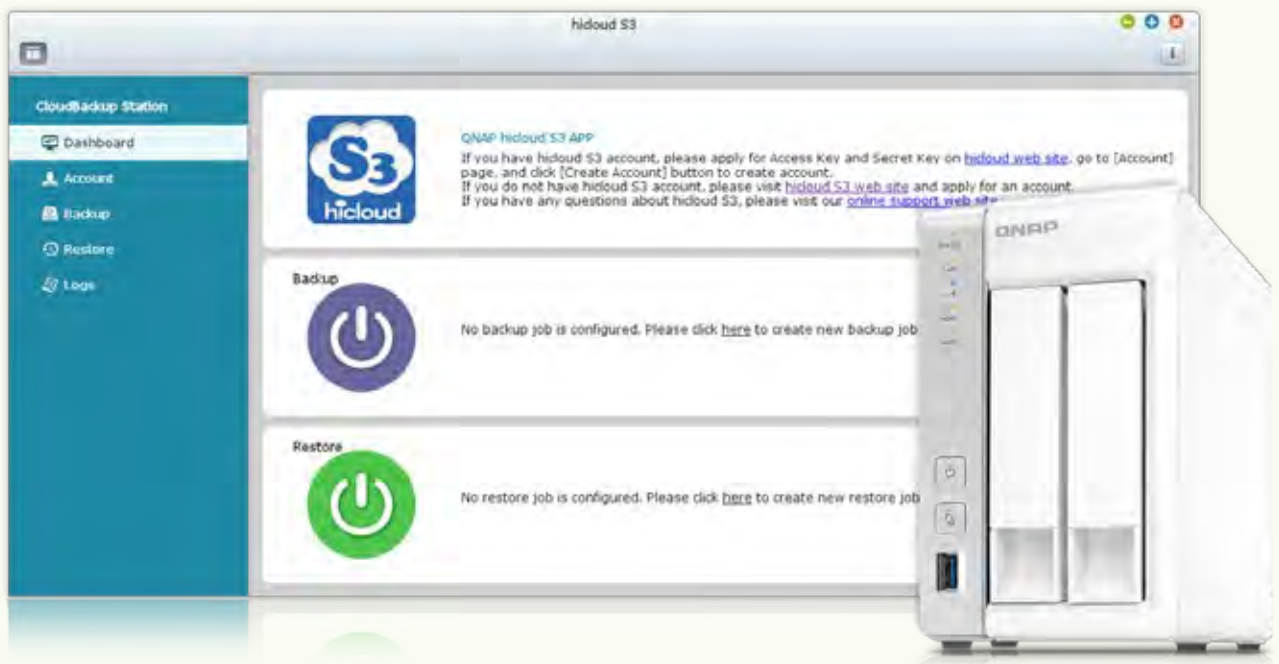 hicloud S3
CloudBackup Station
Dashboard
Account
Backup
Restore
Logs
S3
hicloud
QNAP hicloud S3 APP
If you have hicloud S3 account, please apply for Access Key and Secret Key on hicloud web site, go to [Account]
page, and click [Create Account] button to create account.
If you do not have hicloud S3 account, please visit hicloud S3 web site and apply for an account.
If you have any questions about hicloud S3, please visit our online support web site
Backup
No backup job is configured. Please click here to create new backup job
Restore
No restore job is configured. Please click here to create new restore job
QNAP